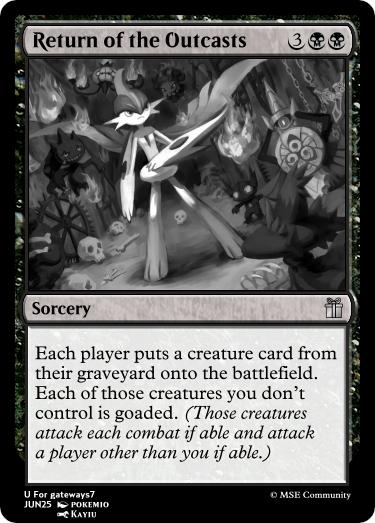 Return of the Outcasts 3
Sorcery
Each player puts a creature card from
their graveyard onto the battlefield.
Each of those creatures you don't
control is goaded. (Those creatures
attack each combat if able and attack
a player other than you if able.)
U For gateways7
© MSE Community
JUN25 POKEMIO
KAYIU